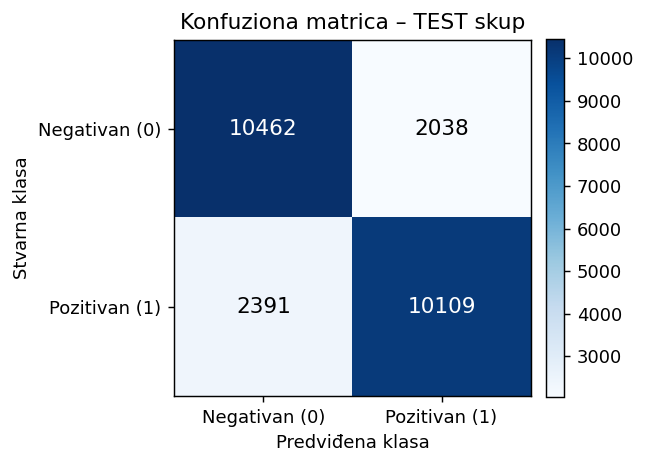 Konfuziona matrica – TEST skup
Stvarna klasa
Negativan (0)
10462
2038
Pozitivan (1)
2391
10109
Negativan (0)
Pozitivan (1)
Predviđena klasa
10000
9000
8000
7000
6000
5000
4000
3000